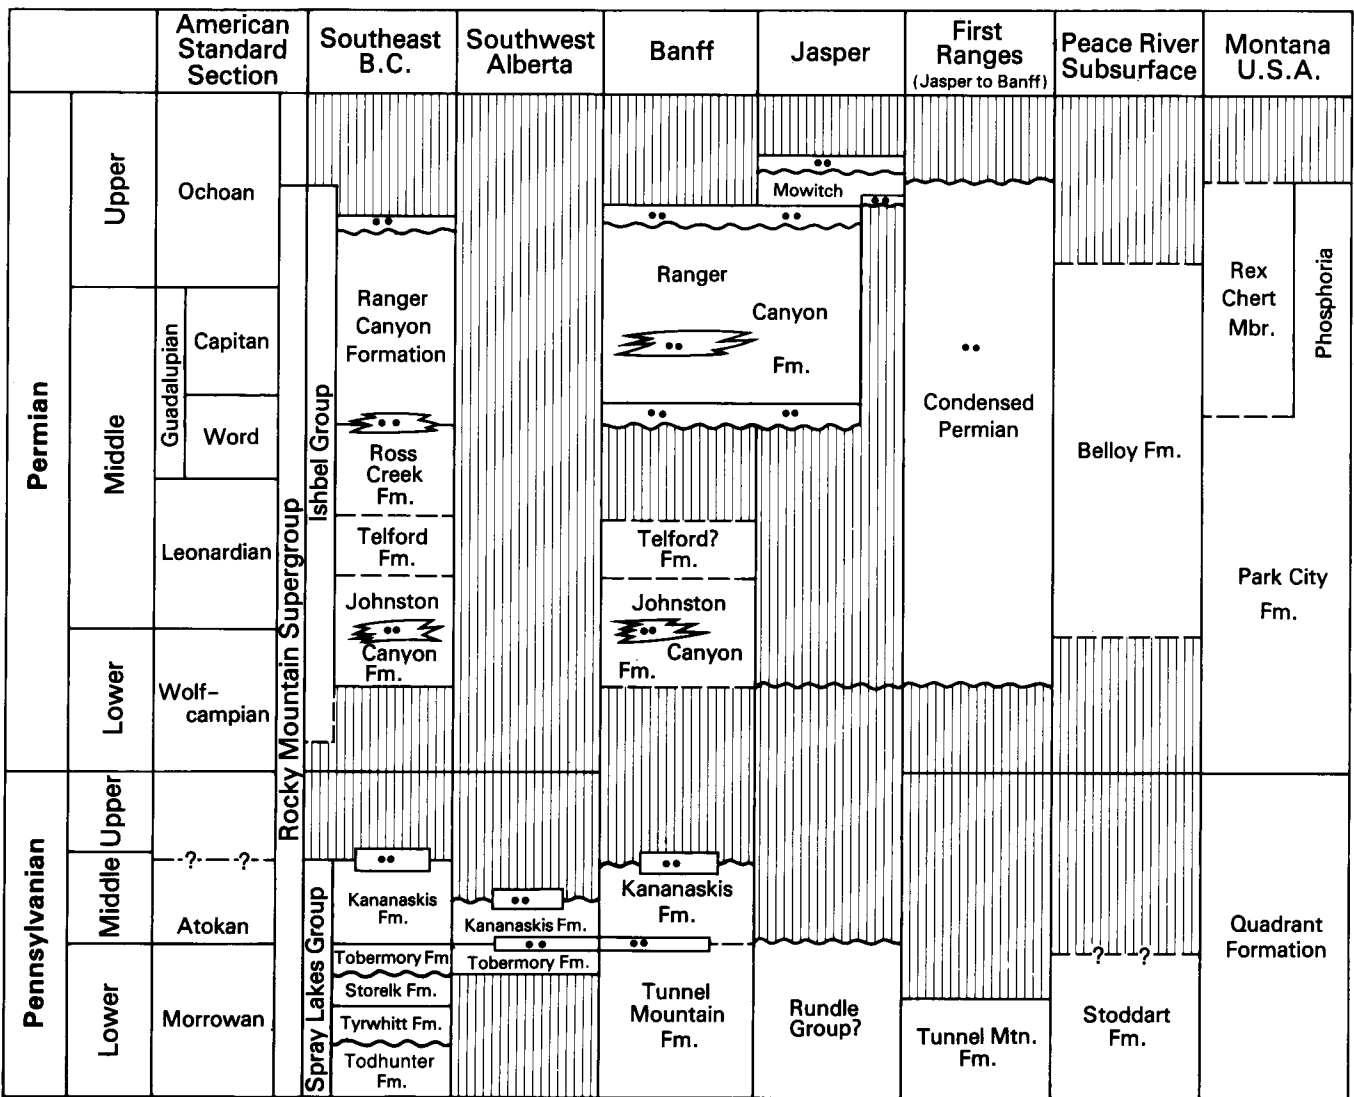 American
Standard
Section
Southeast
B.C.
Southwest
Alberta
Banff
Jasper
First
Ranges
(Jasper to Banff)
Peace River
Subsurface
Montana
U.S.A.
Permian
Upper
Middle
Lower
Ochoan
Guadalupian
Capitan
Word
Leonardian
Wolf-
campian
Pennsylvanian
Upper
Middle
Lower
? ?
Atokan
Morrowan
Rocky Mountain Supergroup
Ishbel Group
Spray Lakes Group
Ranger
Canyon
Formation
Ross
Creek
Fm.
Telford
Fm.
Johnston
Canyon
Fm.
Kananaskis
Fm.
Tobermory Fm
Storelk Fm.
Tyrwhitt Fm.
Todhunter
Fm.
Kananaskis Fm.
Tobermory Fm.
Ranger
Canyon
Fm.
Telford?
Fm.
Johnston
Canyon
Fm.
Kananaskis
Fm.
Tunnel
Mountain
Fm.
Mowitch
Rundle
Group?
Condensed
Permian
Tunnel Mtn.
Fm.
Belloy Fm.
? ?
Stoddart
Fm.
Rex
Chert
Mbr.
Phosphoria
Park City
Fm.
Quadrant
Formation